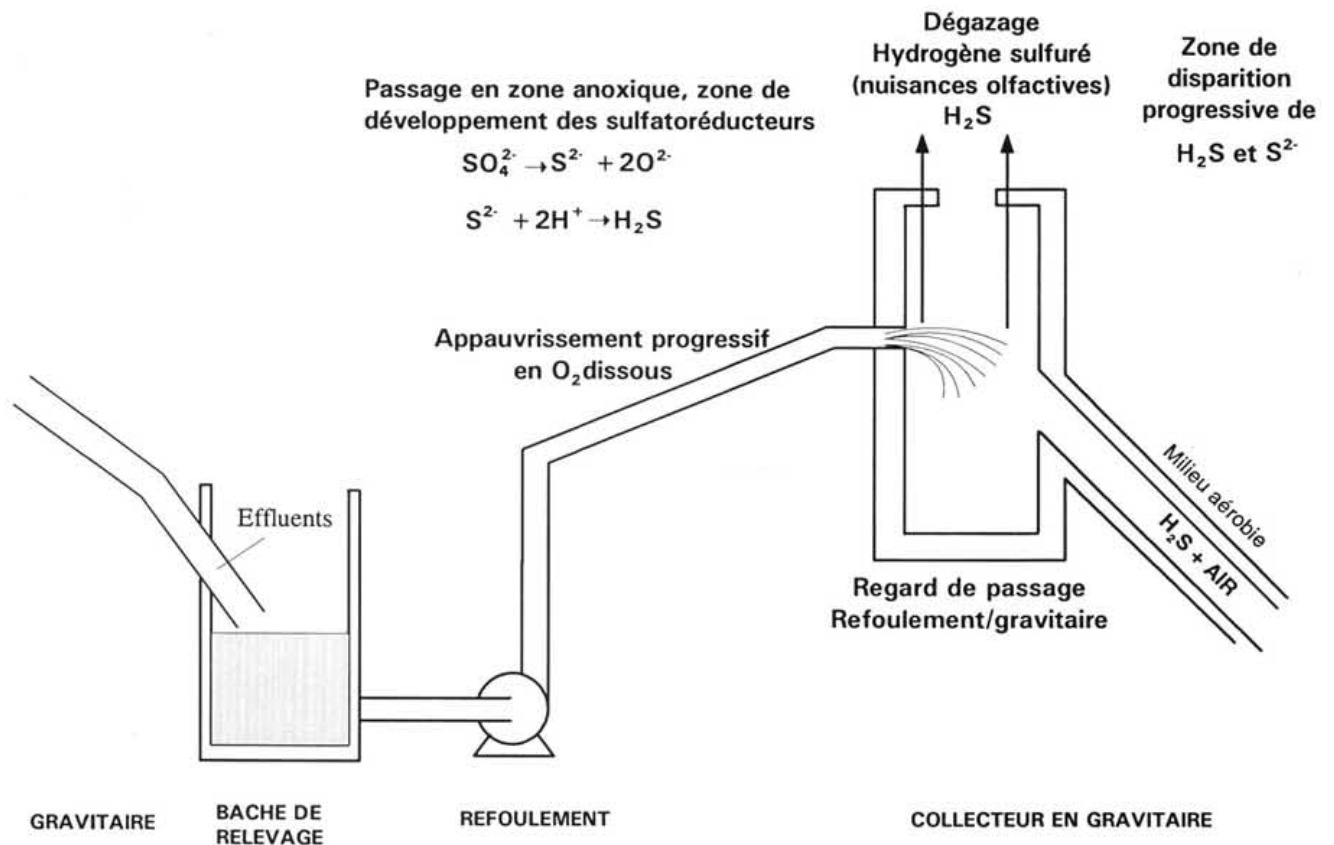 Dégazage
Hydrogène sulfuré
(nuisances olfactives)
H₂S
Zone de
disparition
progressive de
H₂S et S²⁻
Passage en zone anoxique, zone de
développement des sulfatoréducteurs
SO₄²⁻ → S²⁻ + 2O²⁻
S²⁻ + 2H⁺ → H₂S
Appauvrissement progressif
en O₂ dissous
Effluents
Milieu aérobie
H₂S + AIR
Regard de passage
Refoulement/gravitaire
GRAVITAIRE
BACHE DE
RELEVAGE
REFOULEMENT
COLLECTEUR EN GRAVITAIRE